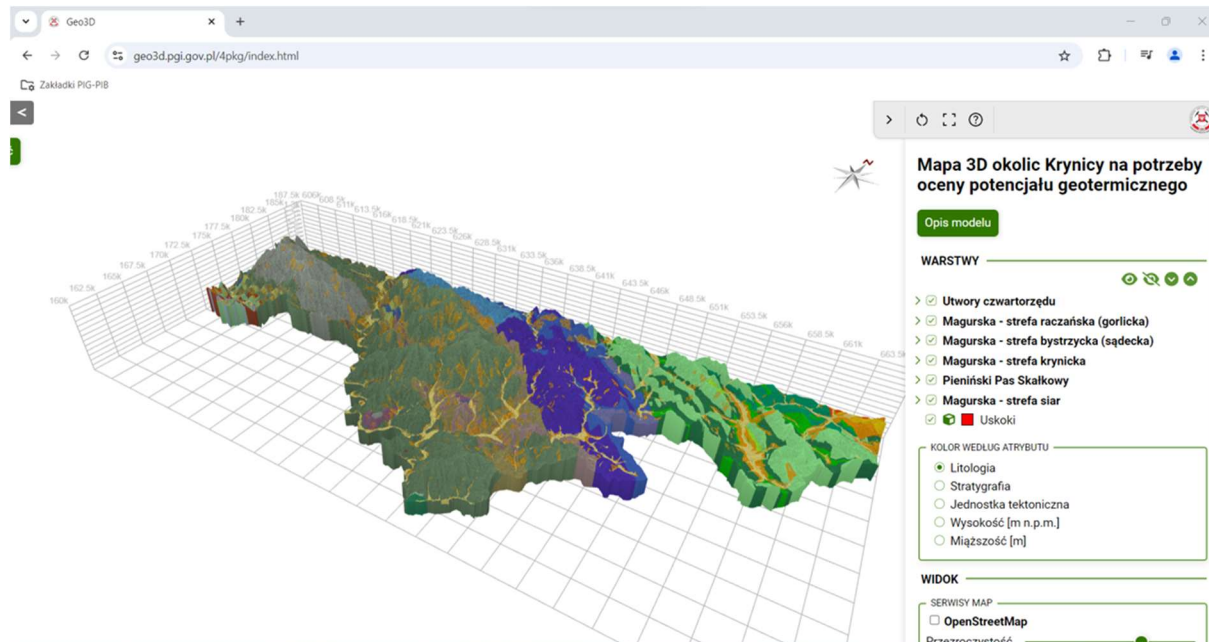 Geo3D
geo3d.pgi.gov.pl/4pkg/index.html
Zakładki PIG-PIB
Mapa 3D okolic Krynicy na potrzeby
oceny potencjału geotermicznego
Opis modelu
WARSTWY
Utwory czwartorzędu
Magurska - strefa raczańska (gorlicka)
Magurska - strefa bystrzycka (sądecka)
Magurska - strefa krynicka
Pieniński Pas Skałkowy
Magurska - strefa siar
Uskoki
KOLOR WEDŁUG ATRYBUTU
Litologia
Stratygrafia
Jednostka tektoniczna
Wysokość [m n.p.m.]
Miąższość [m]
WIDOK
SERWISY MAP
OpenStreetMap
Przezroczystość
160k
162.5k
165k
167.5k
170k
172.5k
175k
177.5k
180k
182.5k
185k
187.5k
606k
608.5k
611k
613.5k
616k
618.5k
621k
623.5k
626k
628.5k
631k
633.5k
636k
638.5k
641k
643.5k
646k
648.5k
651k
653.5k
656k
658.5k
661k
663.5k